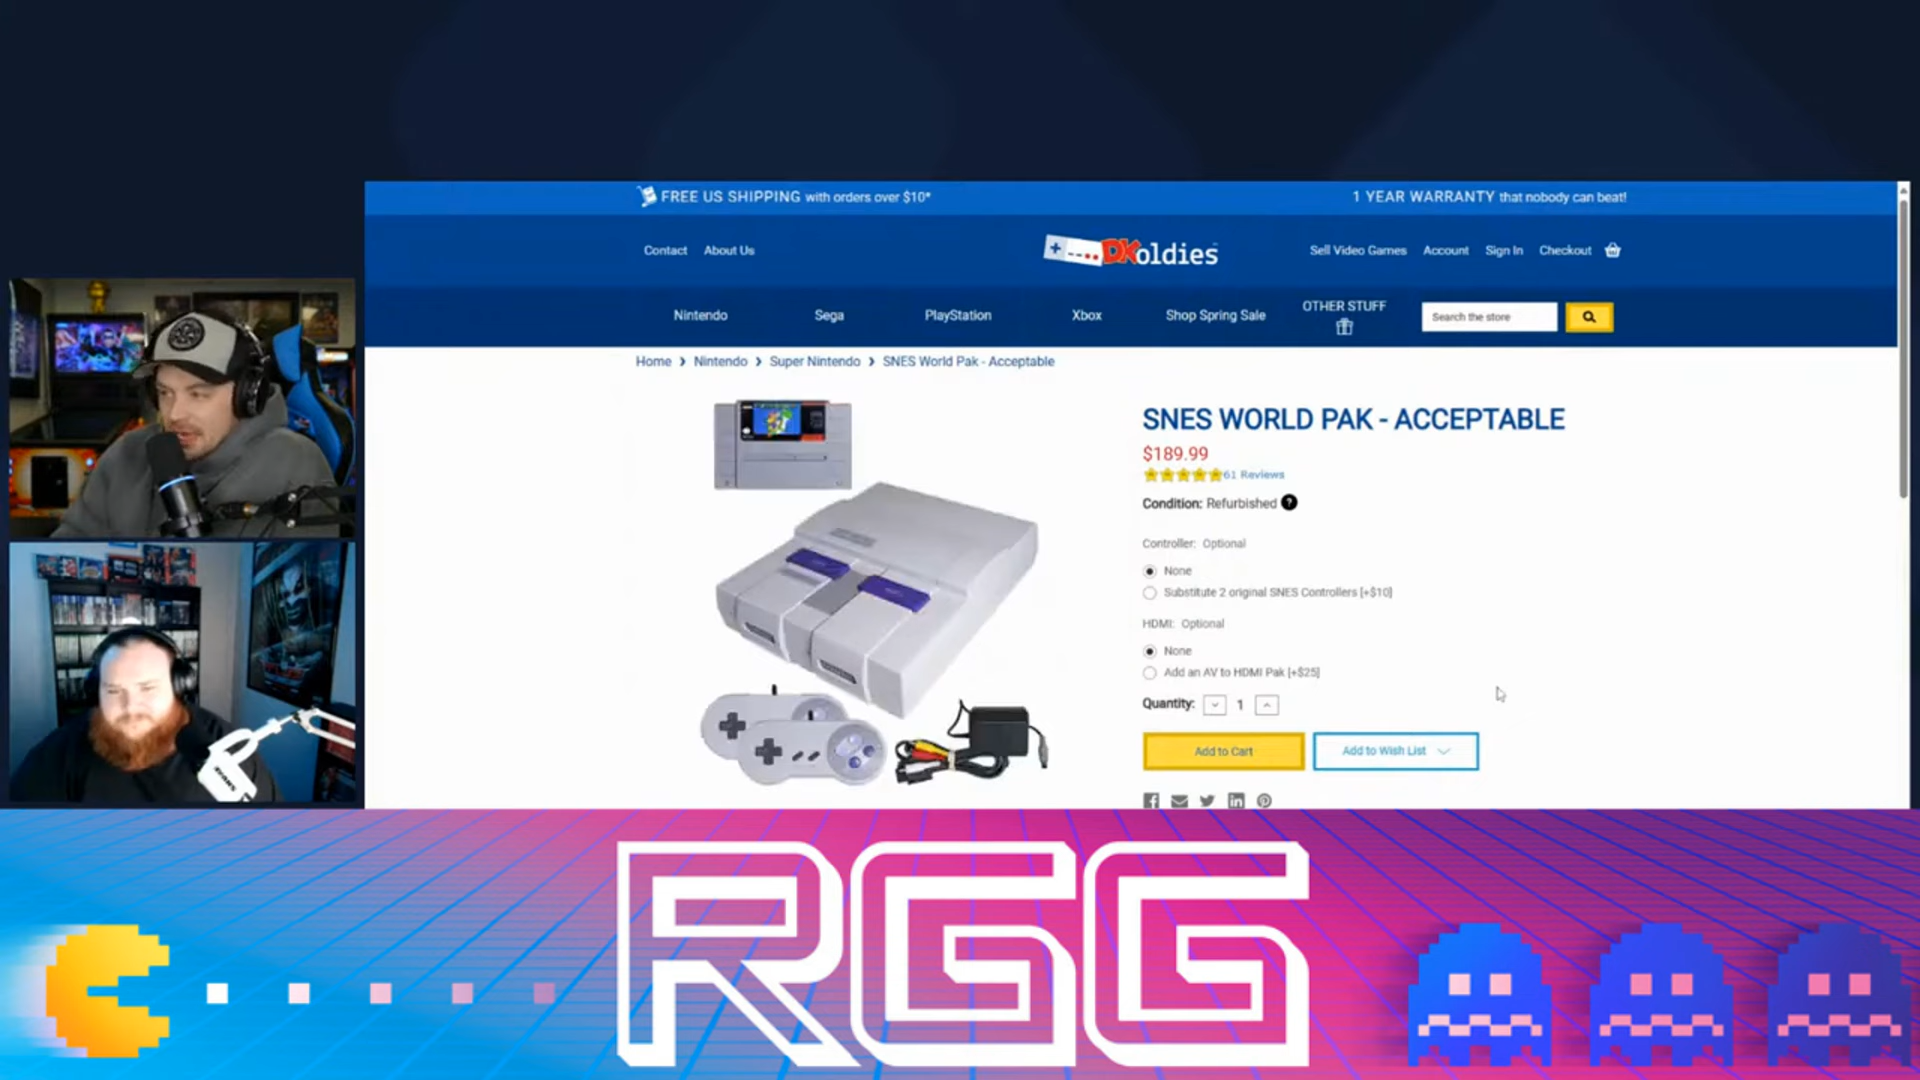 FREE US SHIPPING with orders over $10*
1 YEAR WARRANTY that nobody can beat!
Contact
About Us
DKoldies
Sell Video Games
Account
Sign In
Checkout
Nintendo
Sega
PlayStation
Xbox
Shop Spring Sale
OTHER STUFF
Search the store
Home > Nintendo > Super Nintendo > SNES World Pak - Acceptable
SNES WORLD PAK - ACCEPTABLE
$189.99
61 Reviews
Condition: Refurbished ?
Controller: Optional
None
Substitute 2 original SNES Controllers [+$10]
HDMI: Optional
None
Add an AV to HDMI Pak [+$25]
Quantity: 1
Add to Cart
Add to Wish List
RGG